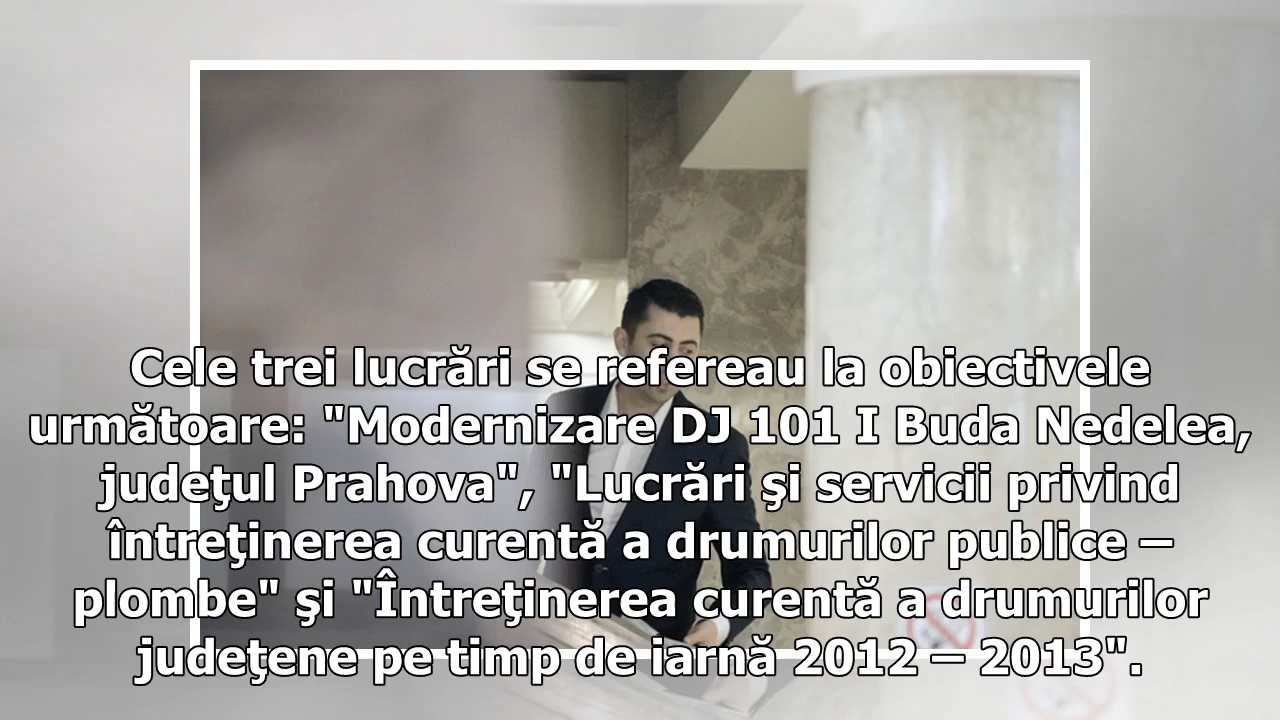 Cele trei lucrări se refereau la obiectivele
următoare: "Modernizare DJ 101 I Buda Nedelea,
judeţul Prahova", "Lucrări şi servicii privind
întreţinerea curentă a drumurilor publice –
plombe" şi "Întreţinerea curentă a drumurilor
judeţene pe timp de iarnă 2012 – 2013".